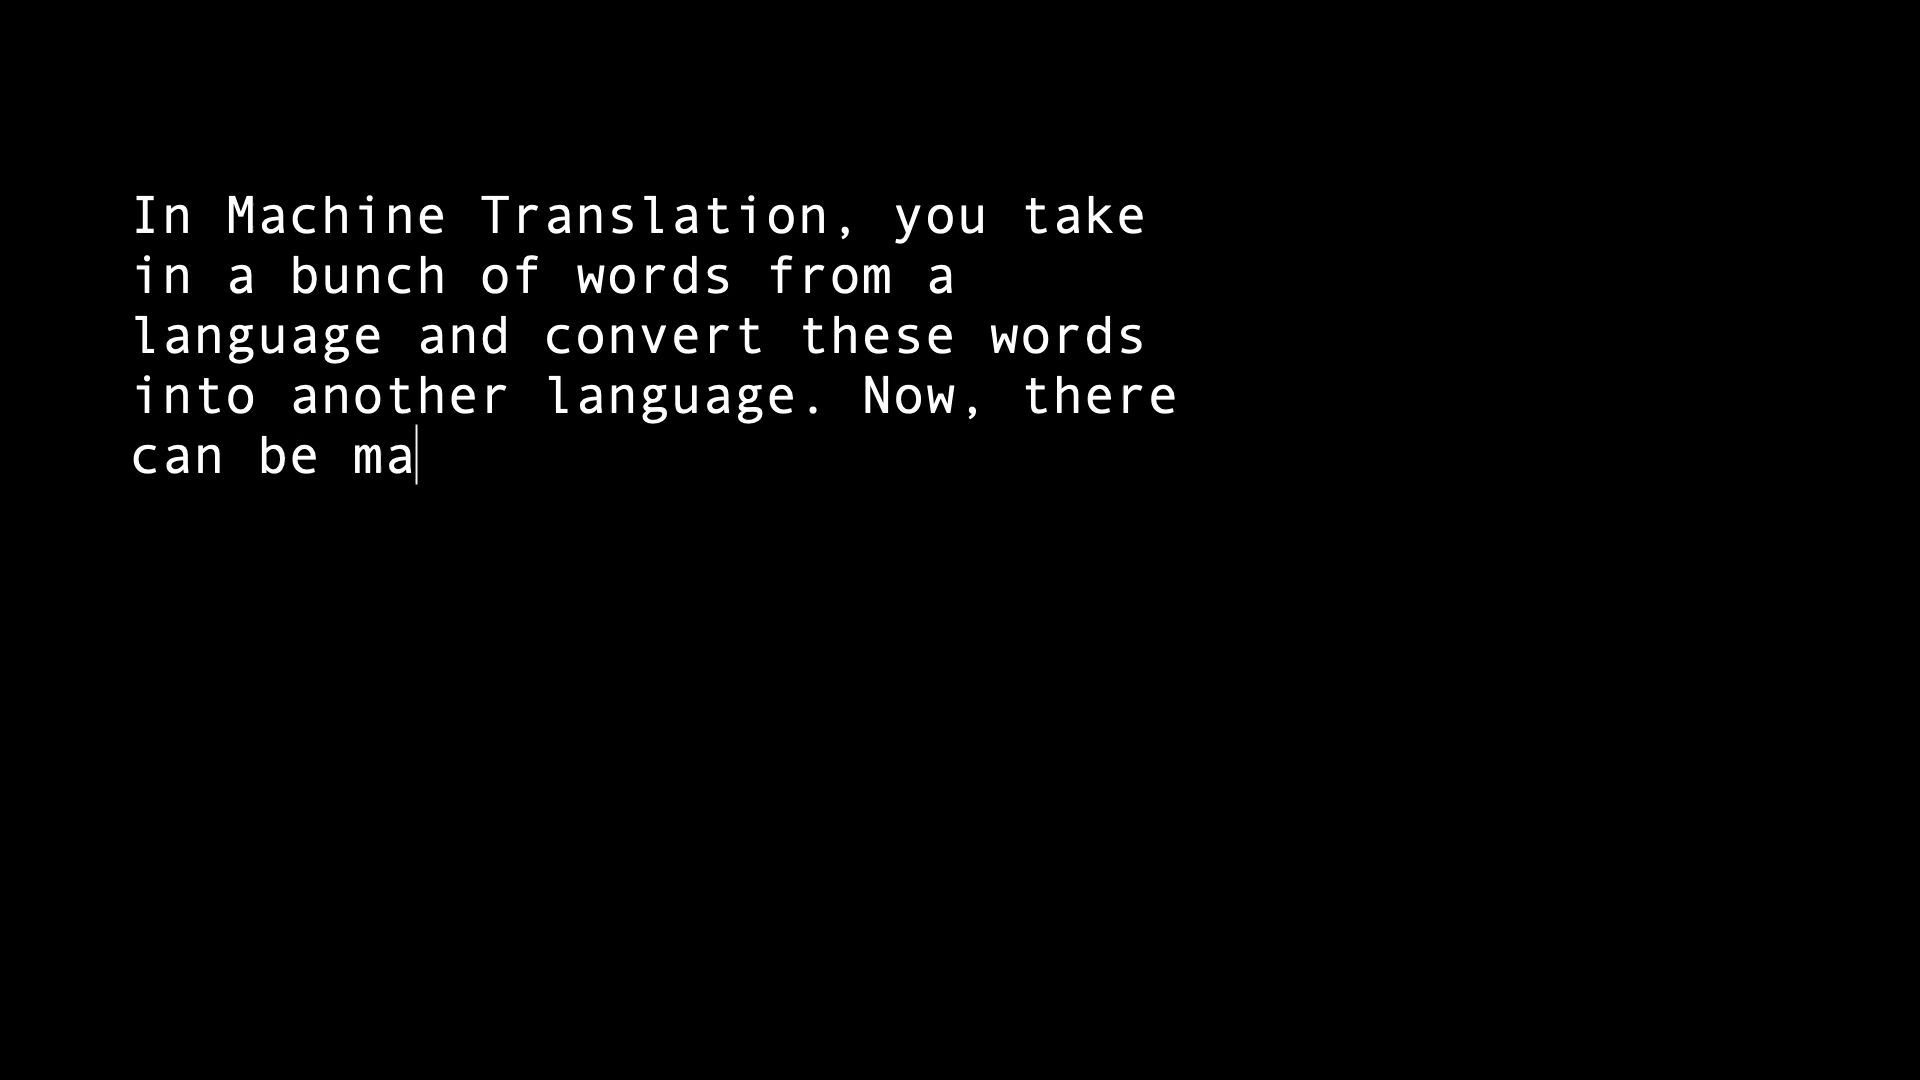 In Machine Translation, you take
in a bunch of words from a
language and convert these words
into another language. Now, there
can be ma